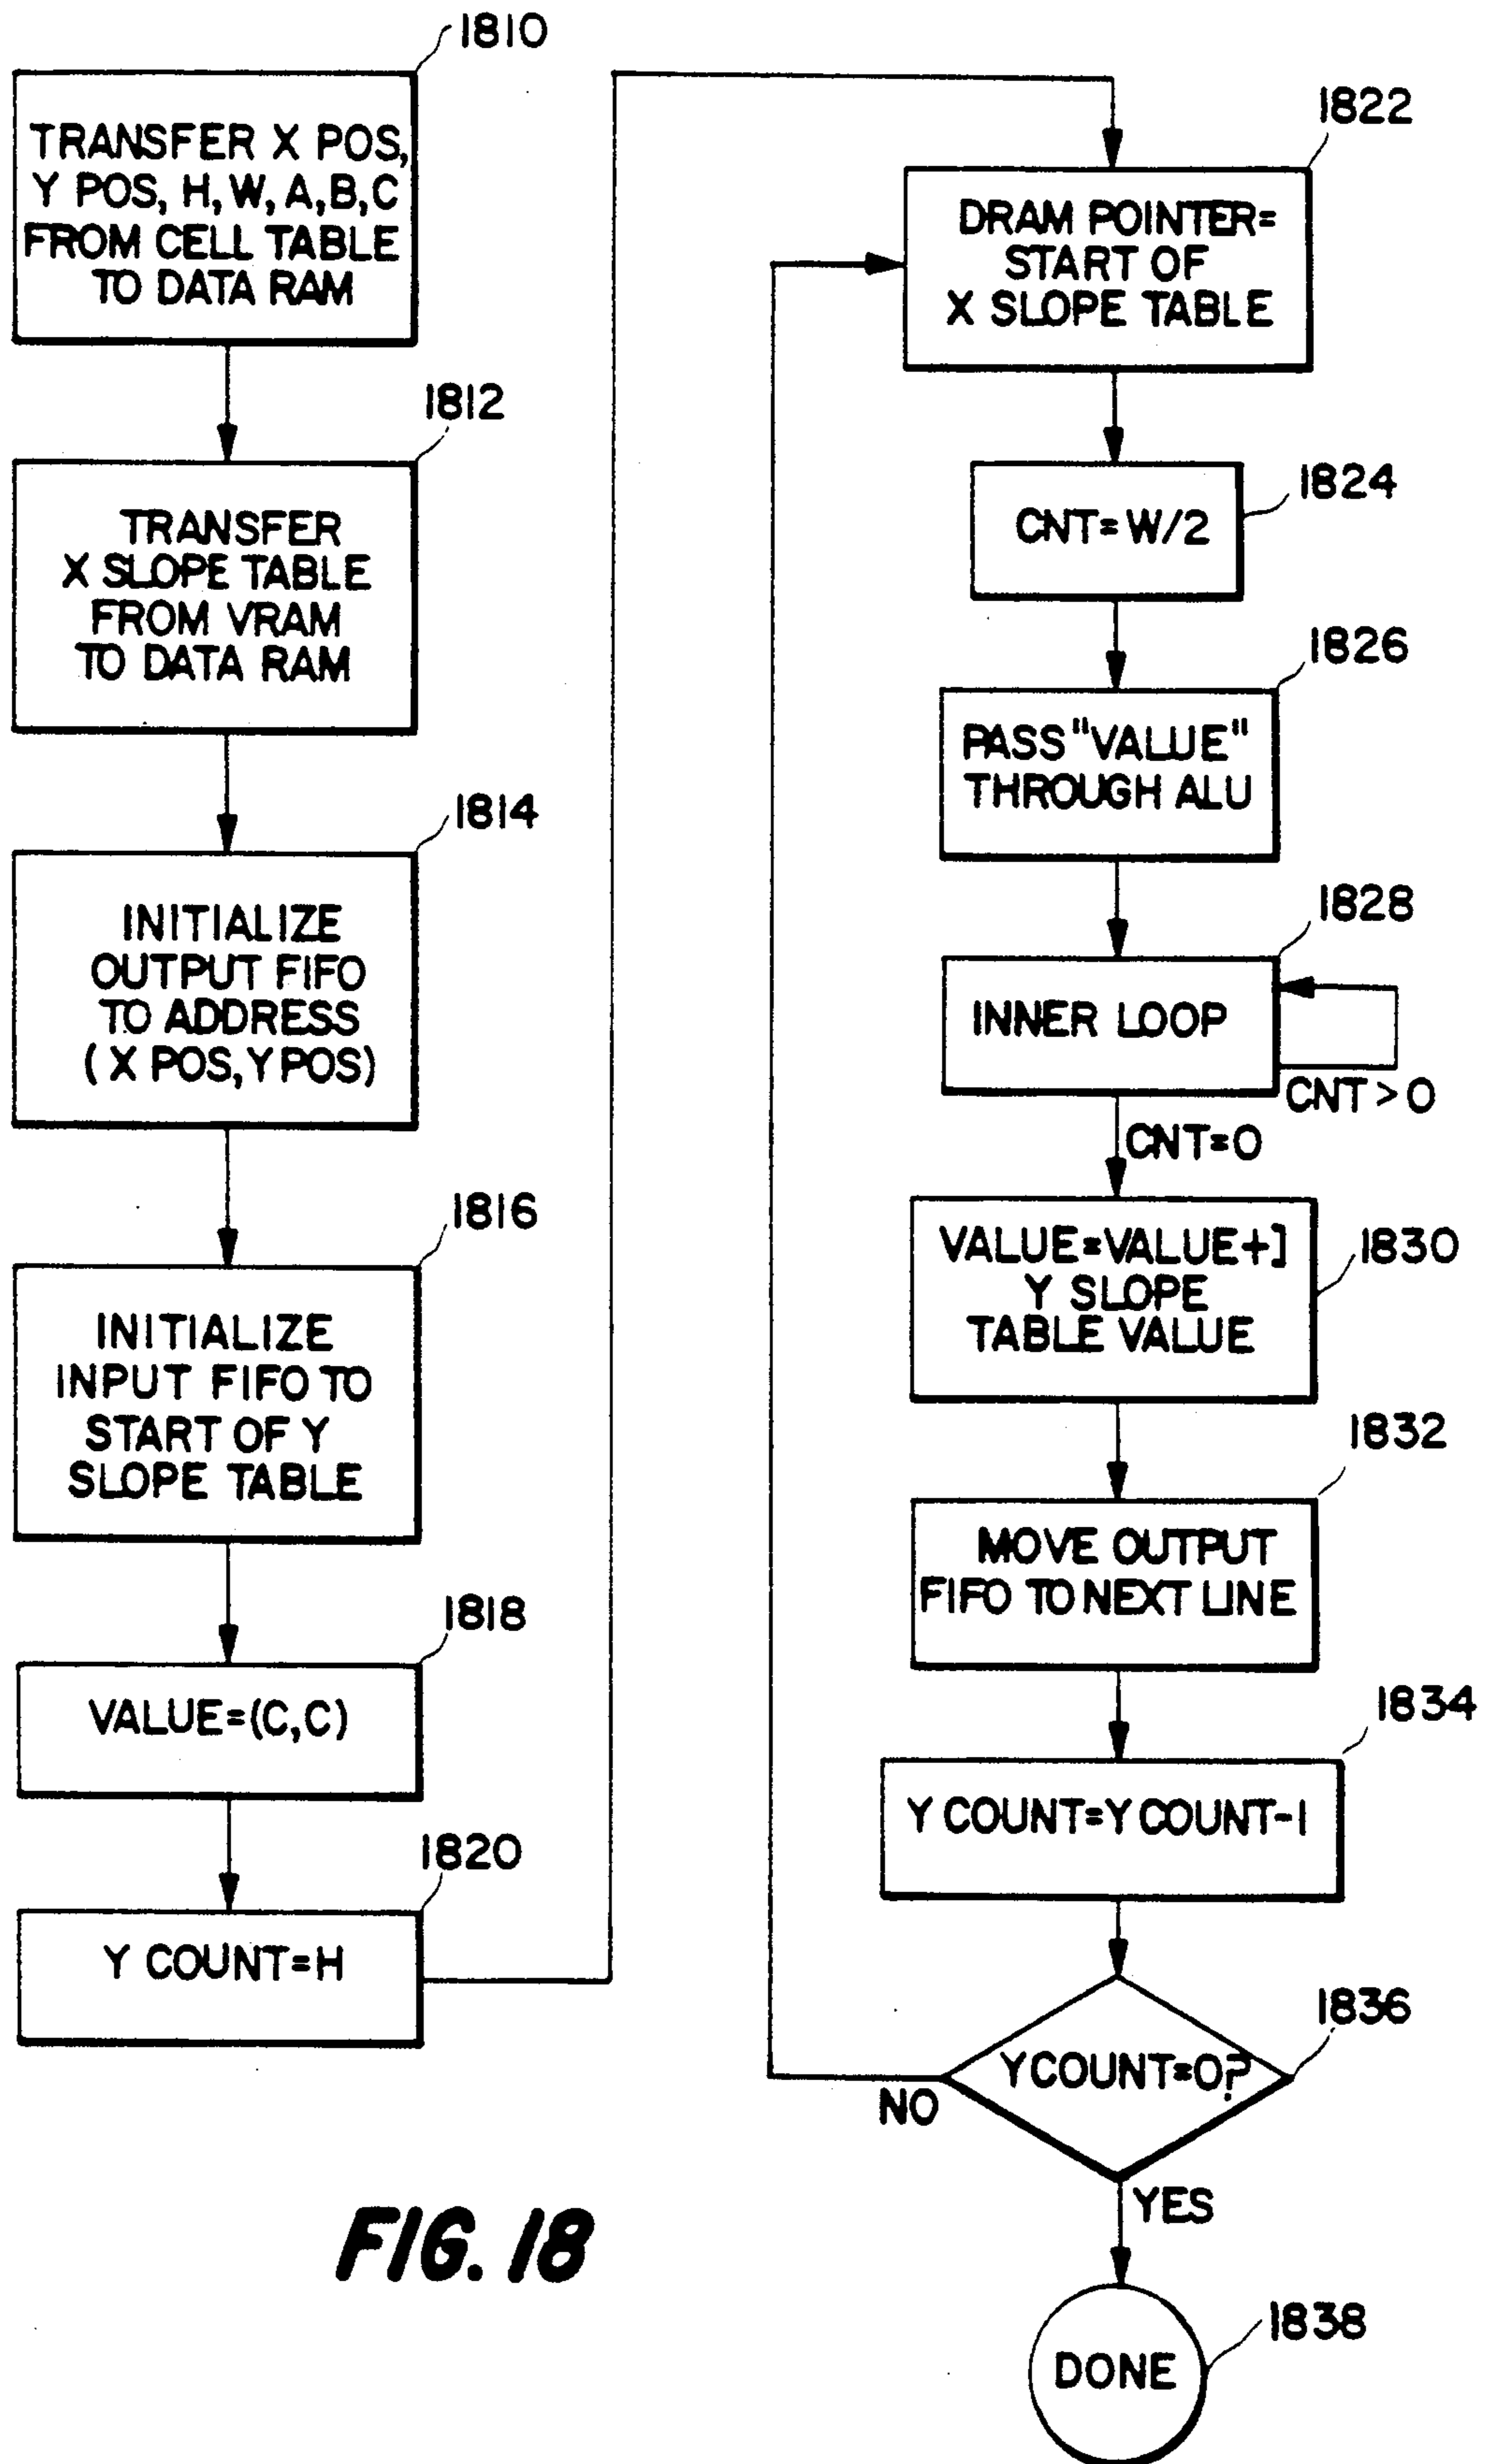 1810
TRANSFER X POS,
Y POS, H, W, A, B, C
FROM CELL TABLE
TO DATA RAM
1812
TRANSFER
X SLOPE TABLE
FROM VRAM
TO DATA RAM
1814
INITIALIZE
OUTPUT FIFO
TO ADDRESS
(X POS, Y POS)
1816
INITIALIZE
INPUT FIFO TO
START OF Y
SLOPE TABLE
1818
VALUE=(C,C)
1820
Y COUNT=H
1822
DRAM POINTER=
START OF
X SLOPE TABLE
1824
CNT=W/2
1826
PASS "VALUE"
THROUGH ALU
1828
INNER LOOP
CNT>0
CNT=0
1830
VALUE=VALUE+]
Y SLOPE
TABLE VALUE
1832
MOVE OUTPUT
FIFO TO NEXT LINE
1834
Y COUNT=Y COUNT-1
1836
Y COUNT=0?
NO
YES
1838
DONE
FIG. 18